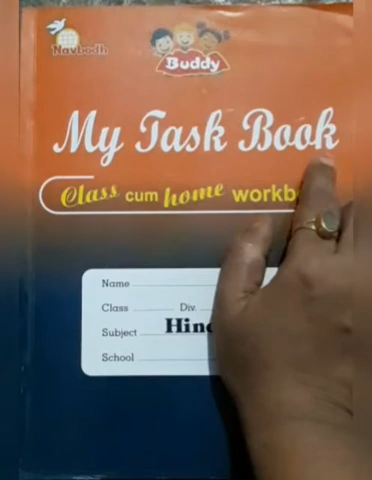 Navbodh
Buddy
My Task Book
Class cum home
Name
Class Div.
Subject
School